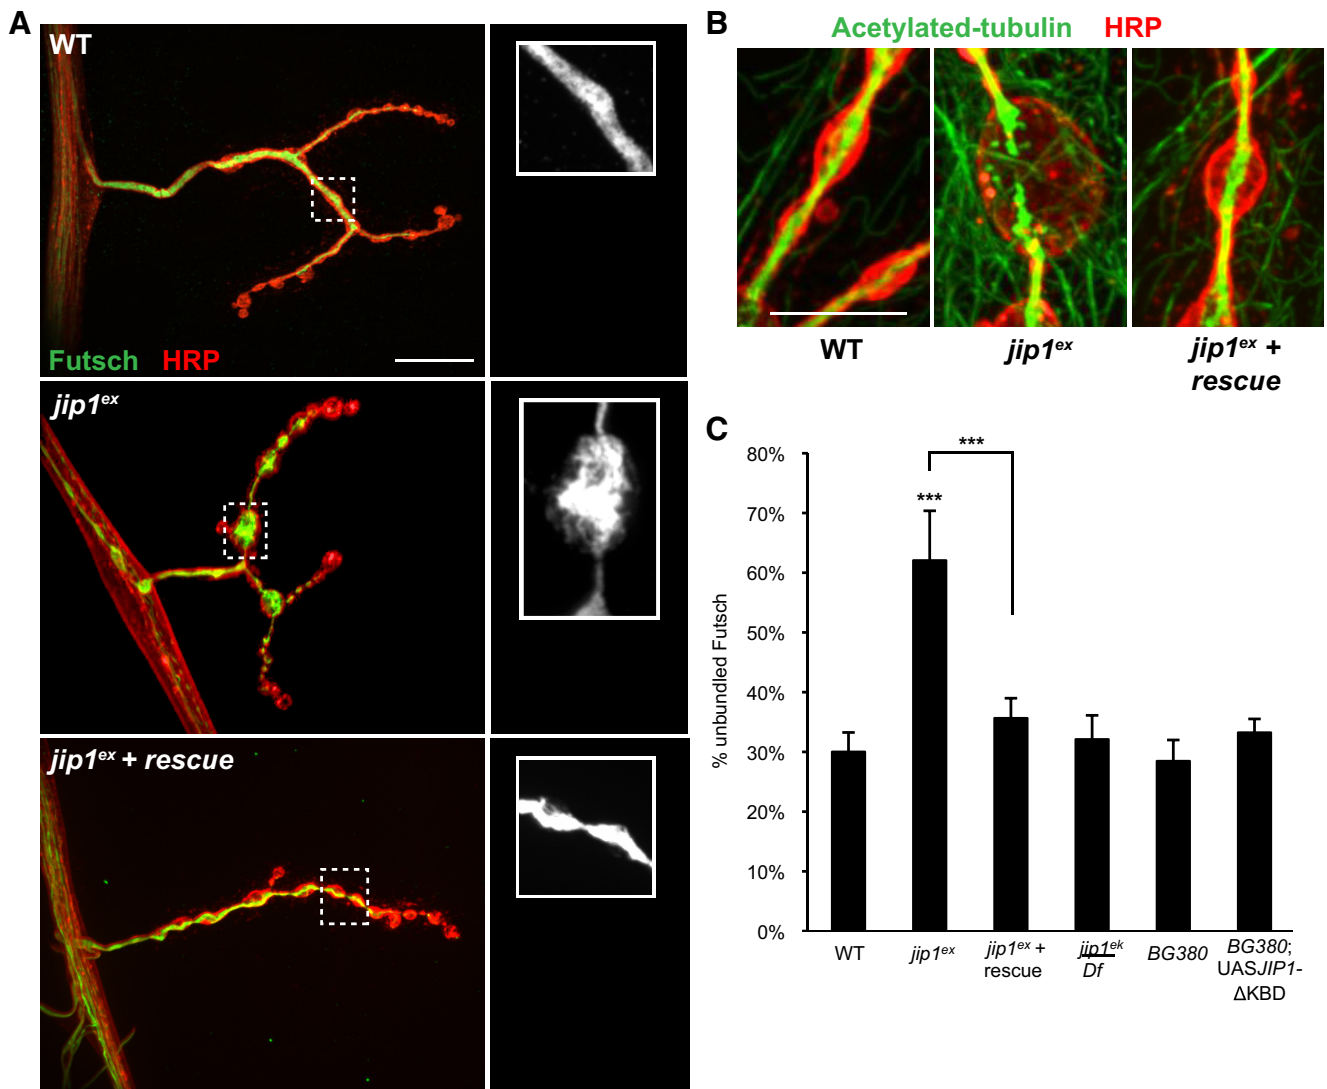 A
WT
Futsch HRP
jip1ex
jip1ex + rescue
B
Acetylated-tubulin HRP
WT
jip1ex
jip1ex +
rescue
C
% unbundled Futsch
80%
70%
60%
50%
40%
30%
20%
10%
0%
***
***
WT
jip1ex
jip1ex +
rescue
jip1ek
Df
BG380
BG380;
UASJIP1-
ΔKBD